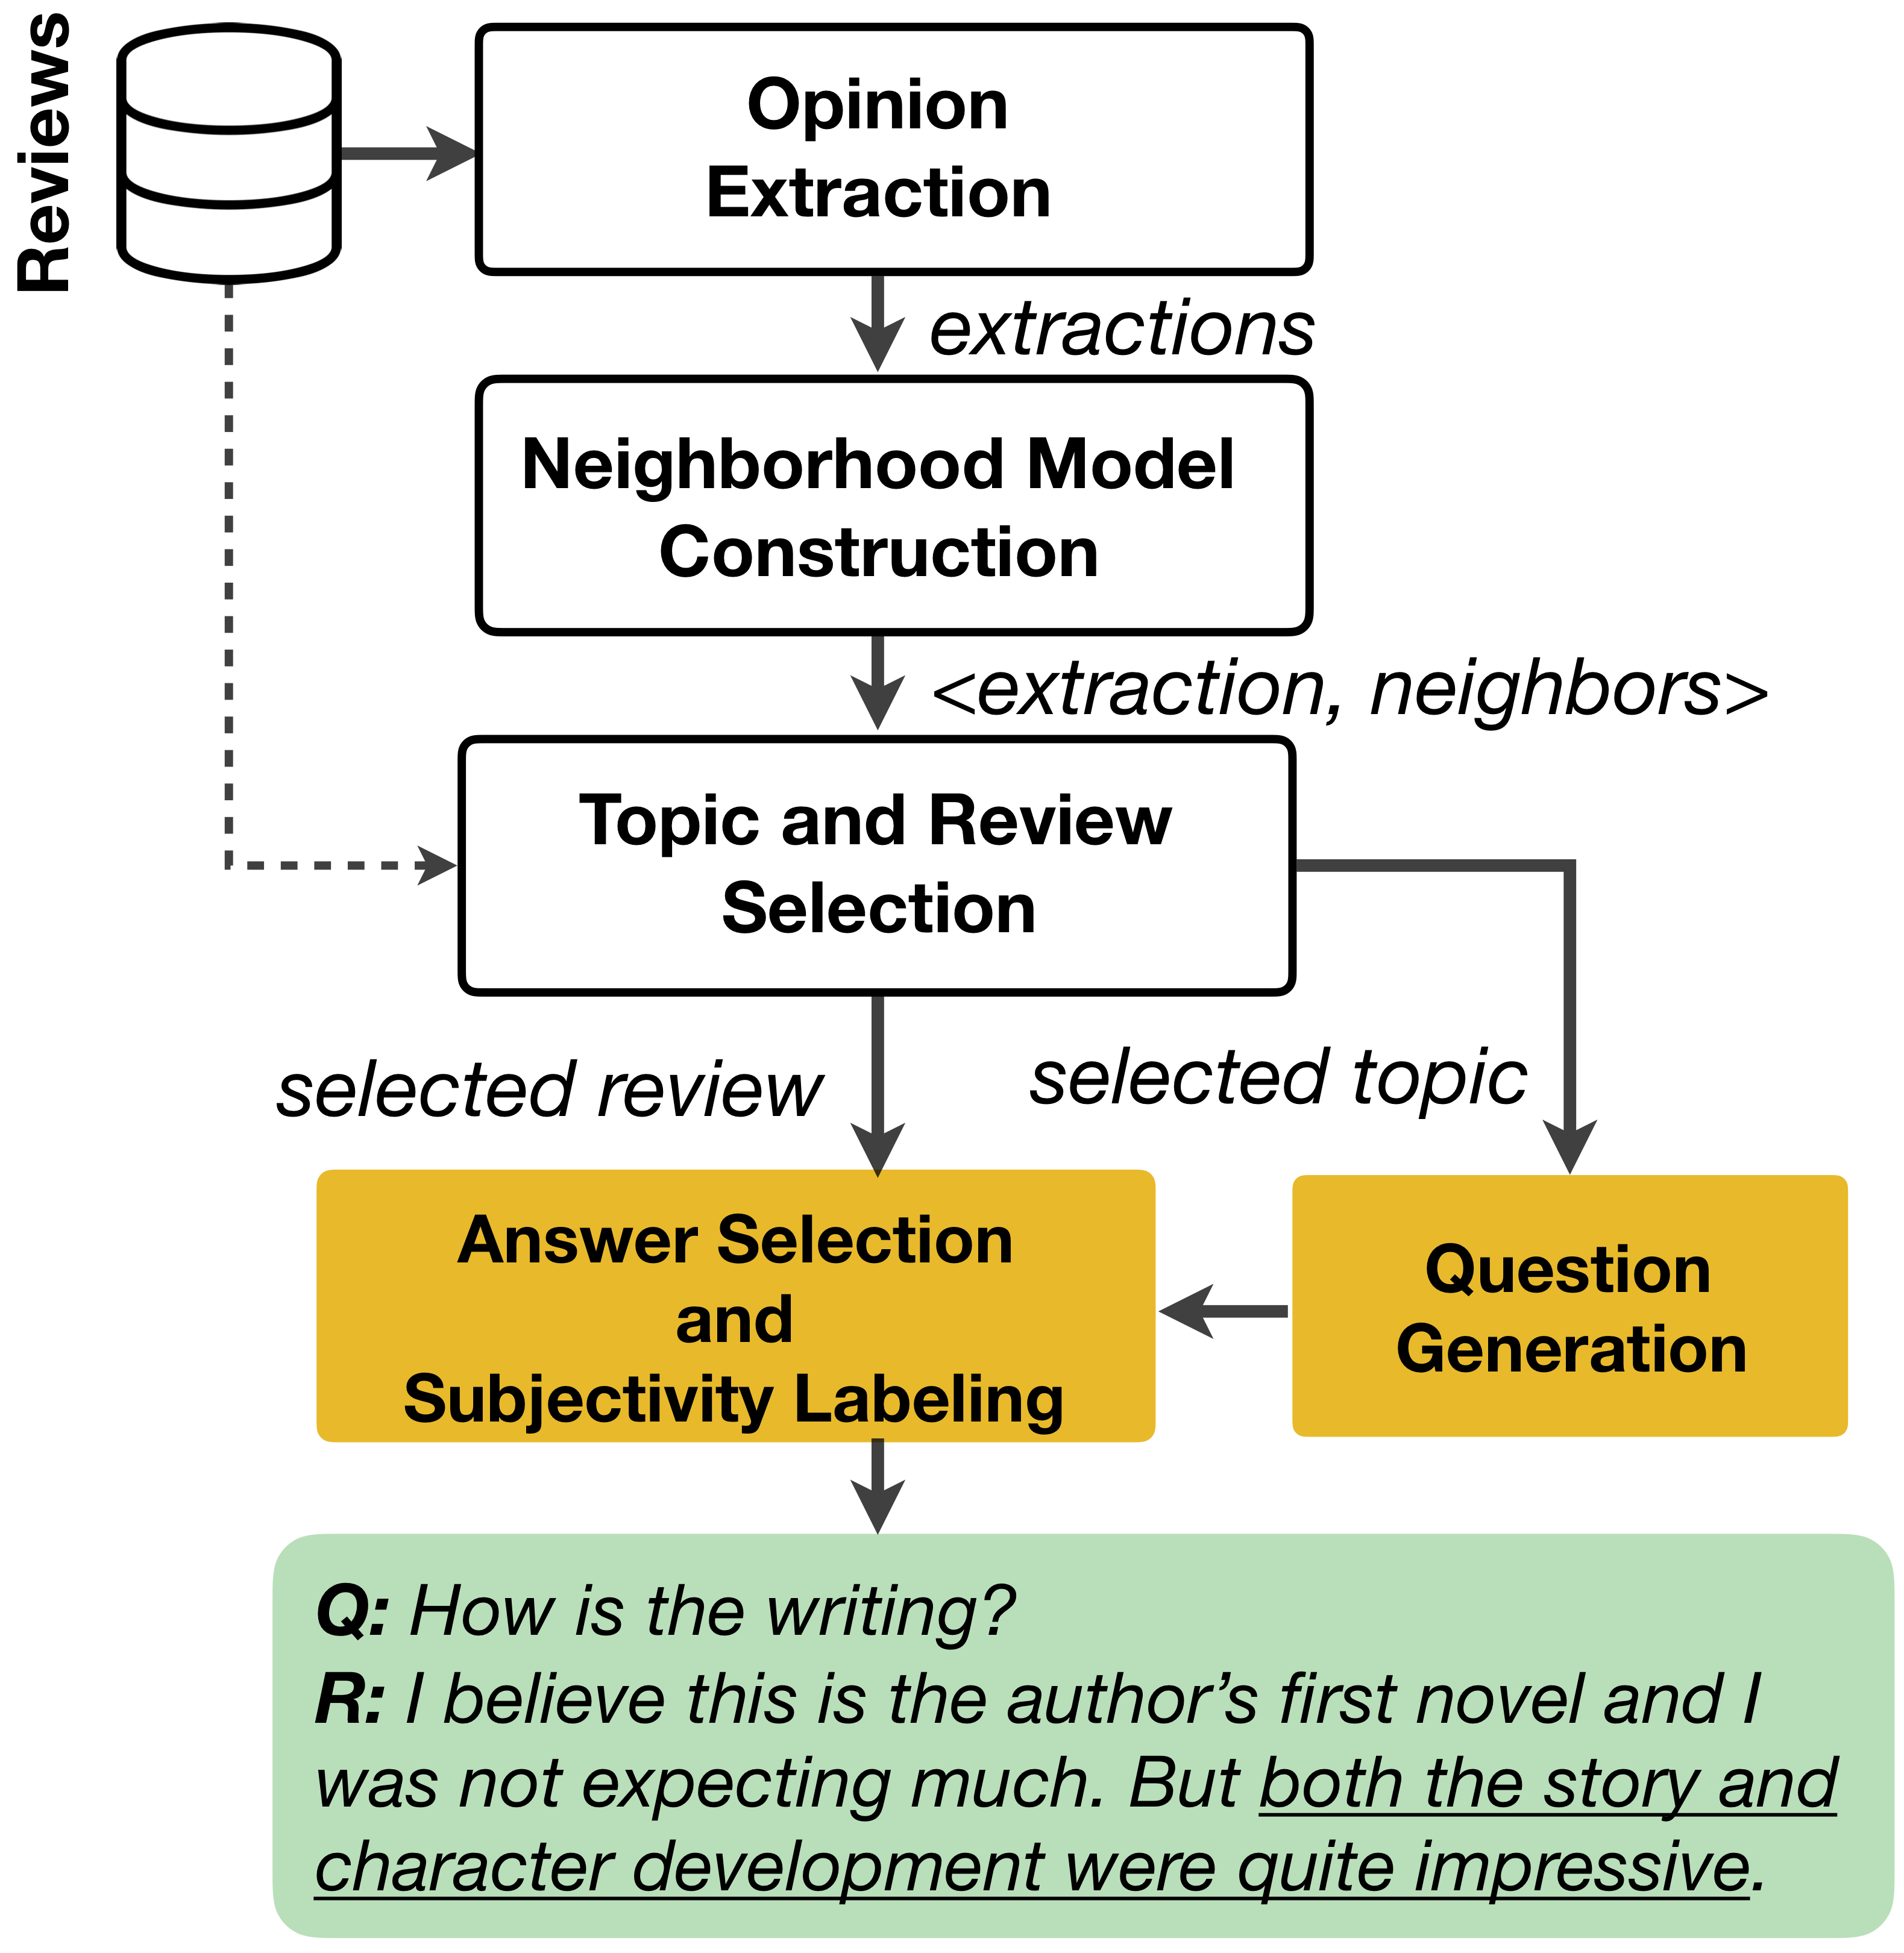 Reviews
Opinion
Extraction
extractions
Neighborhood Model
Construction
<extraction, neighbors>
Topic and Review
Selection
selected review
selected topic
Answer Selection
and
Subjectivity Labeling
Question
Generation
Q: How is the writing?
R: I believe this is the author’s first novel and I
was not expecting much. But both the story and
character development were quite impressive.